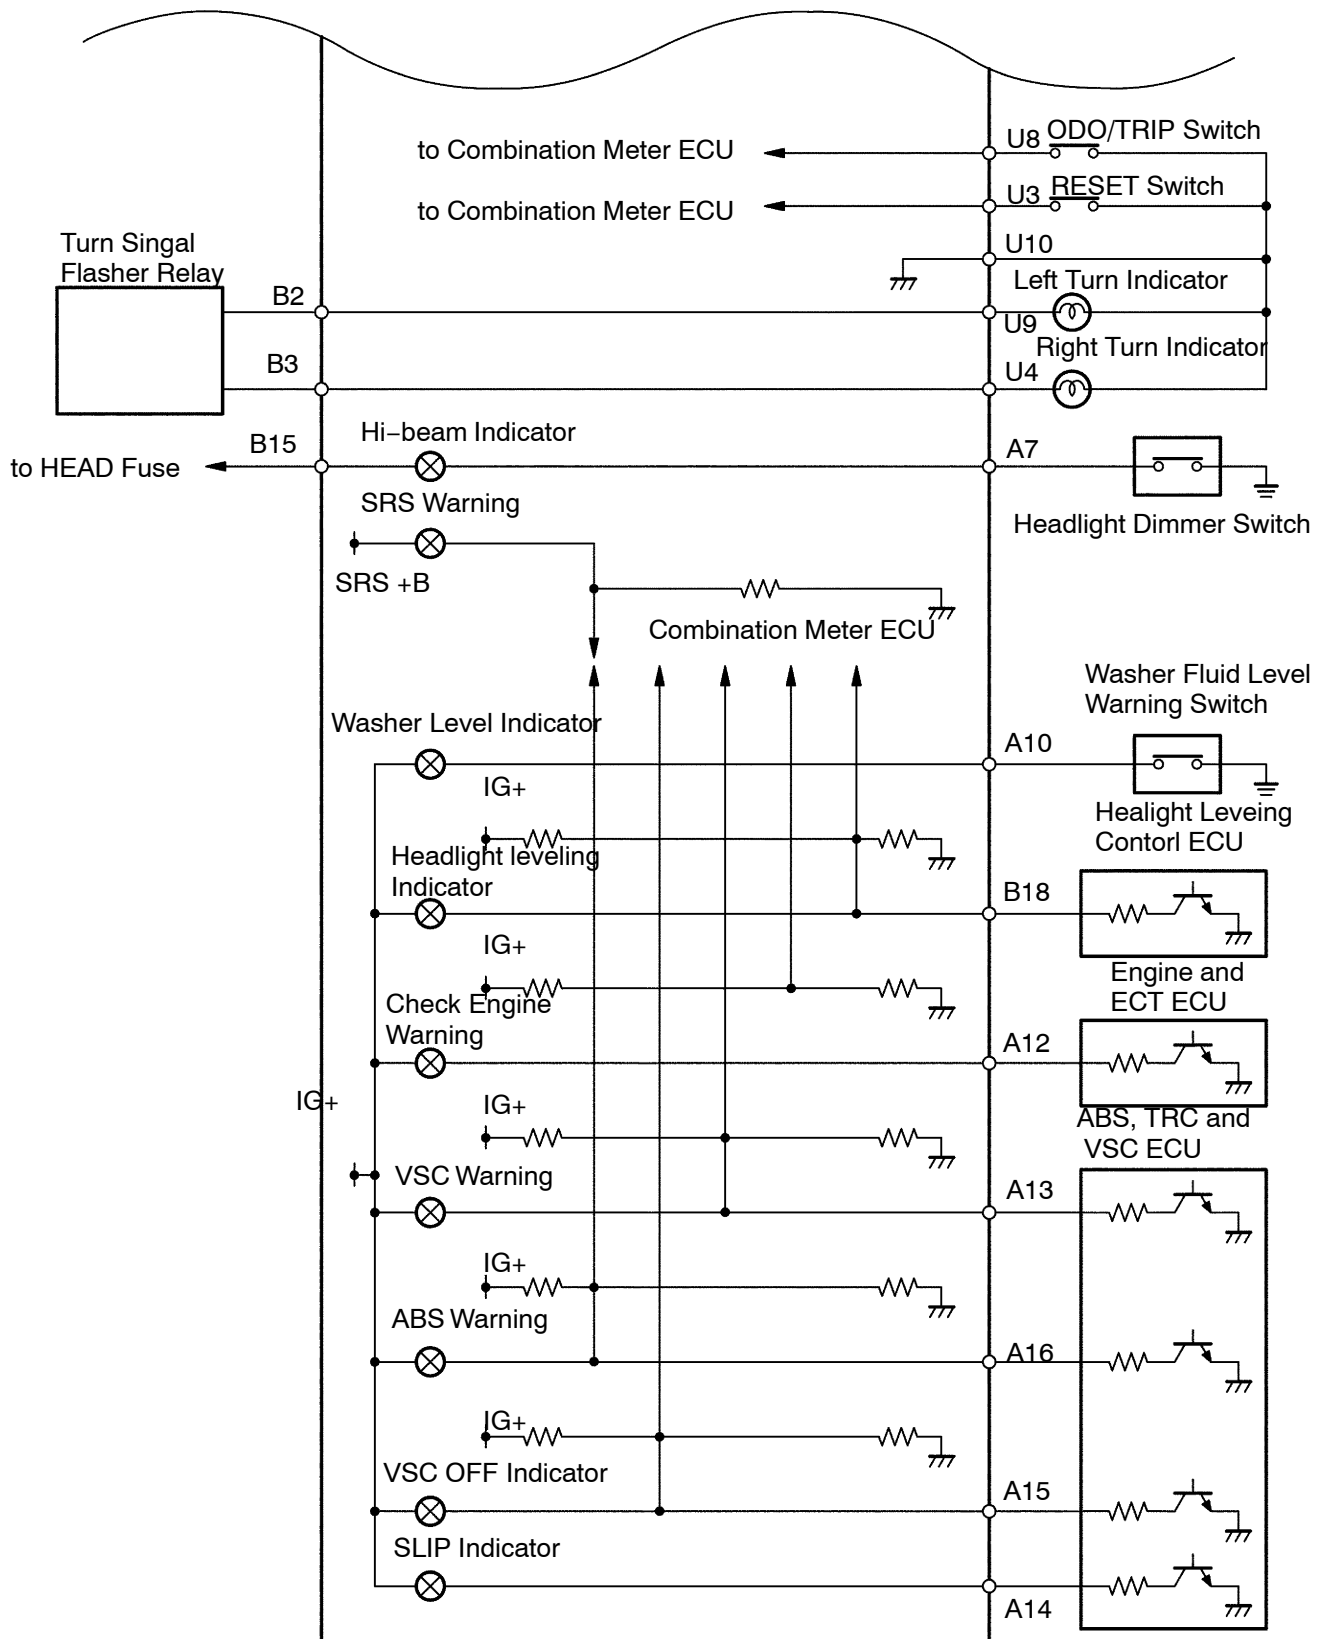 U8 ODO/TRIP Switch
to Combination Meter ECU
U3 RESET Switch
to Combination Meter ECU
Turn Singal
Flasher Relay
U10
Left Turn Indicator
B2
U9
Right Turn Indicator
B3
U4
Hi-beam Indicator
B15
A7
to HEAD Fuse
SRS Warning
Headlight Dimmer Switch
SRS +B
Combination Meter ECU
Washer Fluid Level
Warning Switch
Washer Level Indicator
A10
IG+
Healight Leveing
Contorl ECU
Headlight leveling
Indicator
B18
IG+
Engine and
ECT ECU
Check Engine
Warning
A12
IG+
IG+
ABS, TRC and
VSC ECU
VSC Warning
A13
IG+
ABS Warning
A16
IG+
VSC OFF Indicator
A15
SLIP Indicator
A14